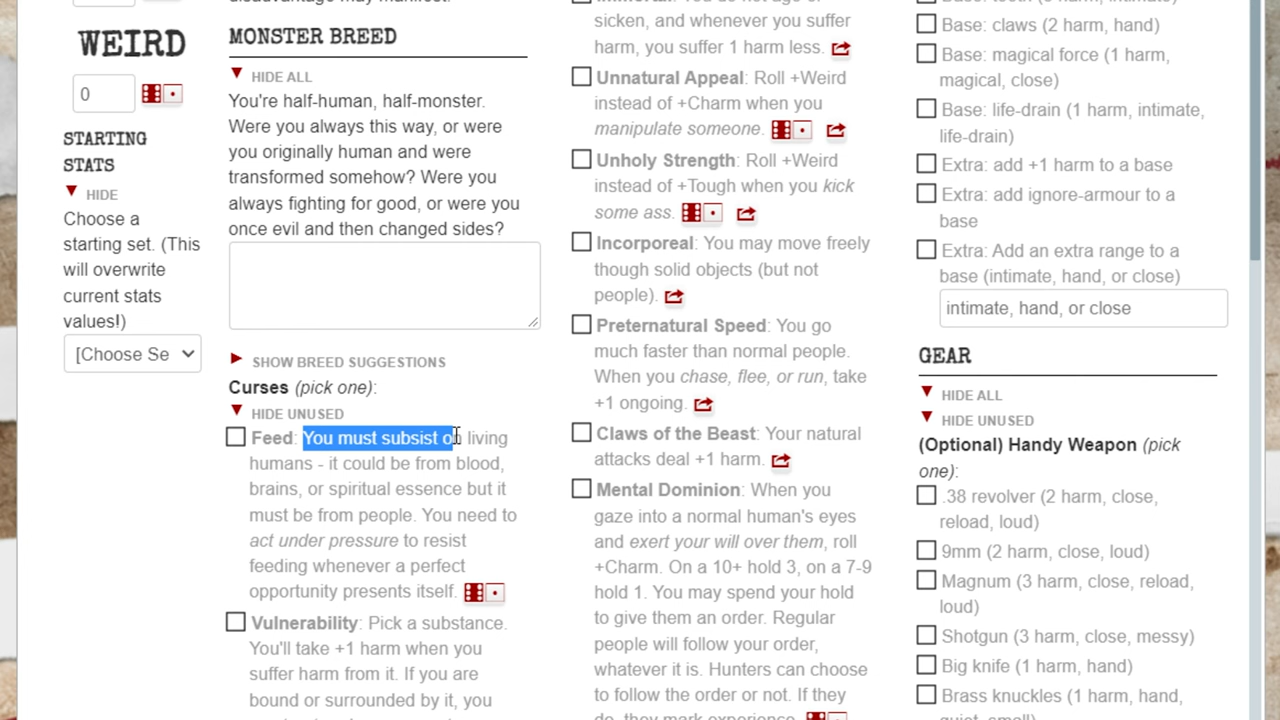 disadvantage may manifest.
WEIRD
0
STARTING
STATS
HIDE
Choose a
starting set. (This
will overwrite
current stats
values!)
[Choose Se
MONSTER BREED
HIDE ALL
You're half-human, half-monster.
Were you always this way, or were
you originally human and were
transformed somehow? Were you
always fighting for good, or were you
once evil and then changed sides?
SHOW BREED SUGGESTIONS
Curses (pick one):
HIDE UNUSED
Feed: You must subsist on living
humans - it could be from blood,
brains, or spiritual essence but it
must be from people. You need to
act under pressure to resist
feeding whenever a perfect
opportunity presents itself.
Vulnerability: Pick a substance.
You'll take +1 harm when you
suffer harm from it. If you are
bound or surrounded by it, you
sicken, and whenever you suffer
harm, you suffer 1 harm less.
Unnatural Appeal: Roll +Weird
instead of +Charm when you
manipulate someone.
Unholy Strength: Roll +Weird
instead of +Tough when you kick
some ass.
Incorporeal: You may move freely
though solid objects (but not
people).
Preternatural Speed: You go
much faster than normal people.
When you chase, flee, or run, take
+1 ongoing.
Claws of the Beast: Your natural
attacks deal +1 harm.
Mental Dominion: When you
gaze into a normal human's eyes
and exert your will over them, roll
+Charm. On a 10+ hold 3, on a 7-9
hold 1. You may spend your hold
to give them an order. Regular
people will follow your order,
whatever it is. Hunters can choose
to follow the order or not. If they
do, they mark experience.
Base: claws (2 harm, hand)
Base: magical force (1 harm,
magical, close)
Base: life-drain (1 harm, intimate,
life-drain)
Extra: add +1 harm to a base
Extra: add ignore-armour to a
base
Extra: Add an extra range to a
base (intimate, hand, or close)
intimate, hand, or close
GEAR
HIDE ALL
HIDE UNUSED
(Optional) Handy Weapon (pick
one):
.38 revolver (2 harm, close,
reload, loud)
9mm (2 harm, close, loud)
Magnum (3 harm, close, reload,
loud)
Shotgun (3 harm, close, messy)
Big knife (1 harm, hand)
Brass knuckles (1 harm, hand,
quiet, small)